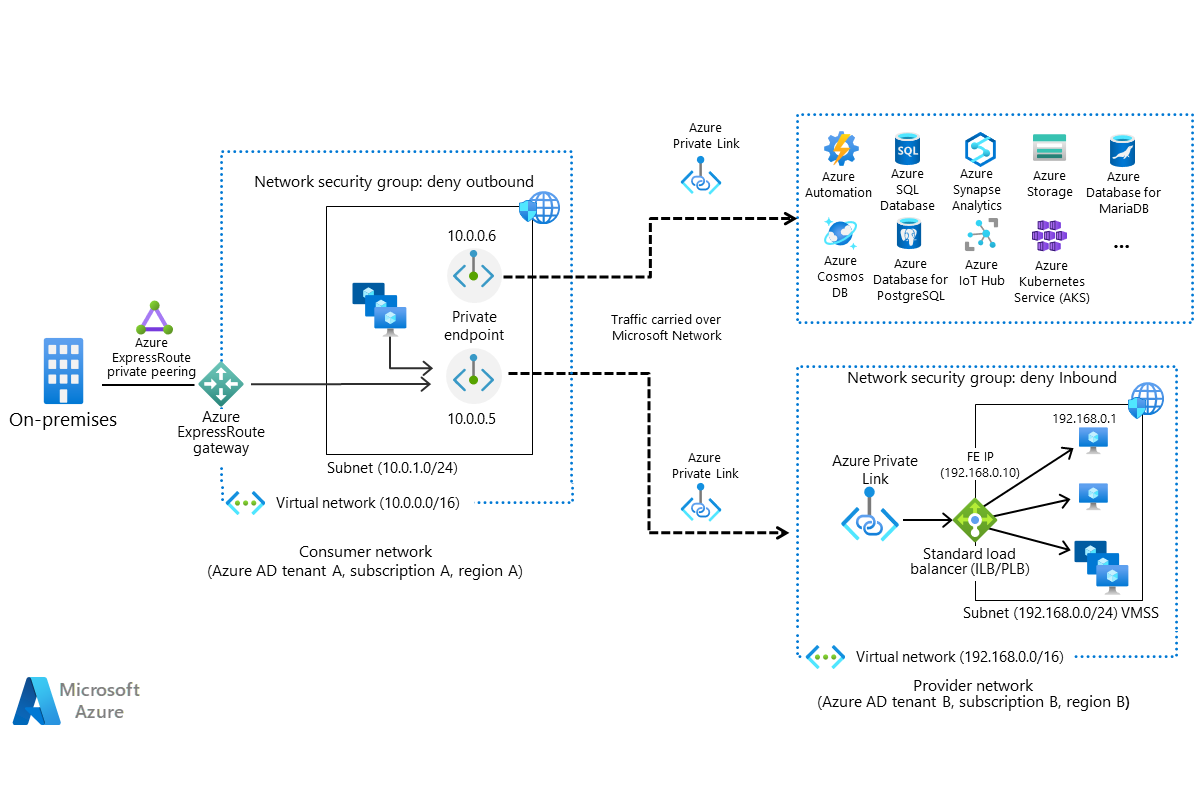 Azure
Private Link
Network security group: deny outbound
10.0.0.6
Private
endpoint
10.0.0.5
Subnet (10.0.1.0/24)
Virtual network (10.0.0.0/16)
Consumer network
(Azure AD tenant A, subscription A, region A)
Azure
ExpressRoute
private peering
On-premises
Azure
ExpressRoute
gateway
Traffic carried over
Microsoft Network
Azure
Private Link
Azure
Automation
SQL
Azure
SQL
Database
Azure
Synapse
Analytics
Azure
Storage
Azure
Database for
MariaDB
Azure
Cosmos
DB
Azure
Database for
PostgreSQL
Azure
IoT Hub
Azure
Kubernetes
Service (AKS)
...
Network security group: deny Inbound
192.168.0.1
FE IP
(192.168.0.10)
Azure Private
Link
Standard load
balancer (ILB/PLB)
Subnet (192.168.0.0/24) VMSS
Virtual network (192.168.0.0/16)
Provider network
(Azure AD tenant B, subscription B, region B)
Microsoft
Azure